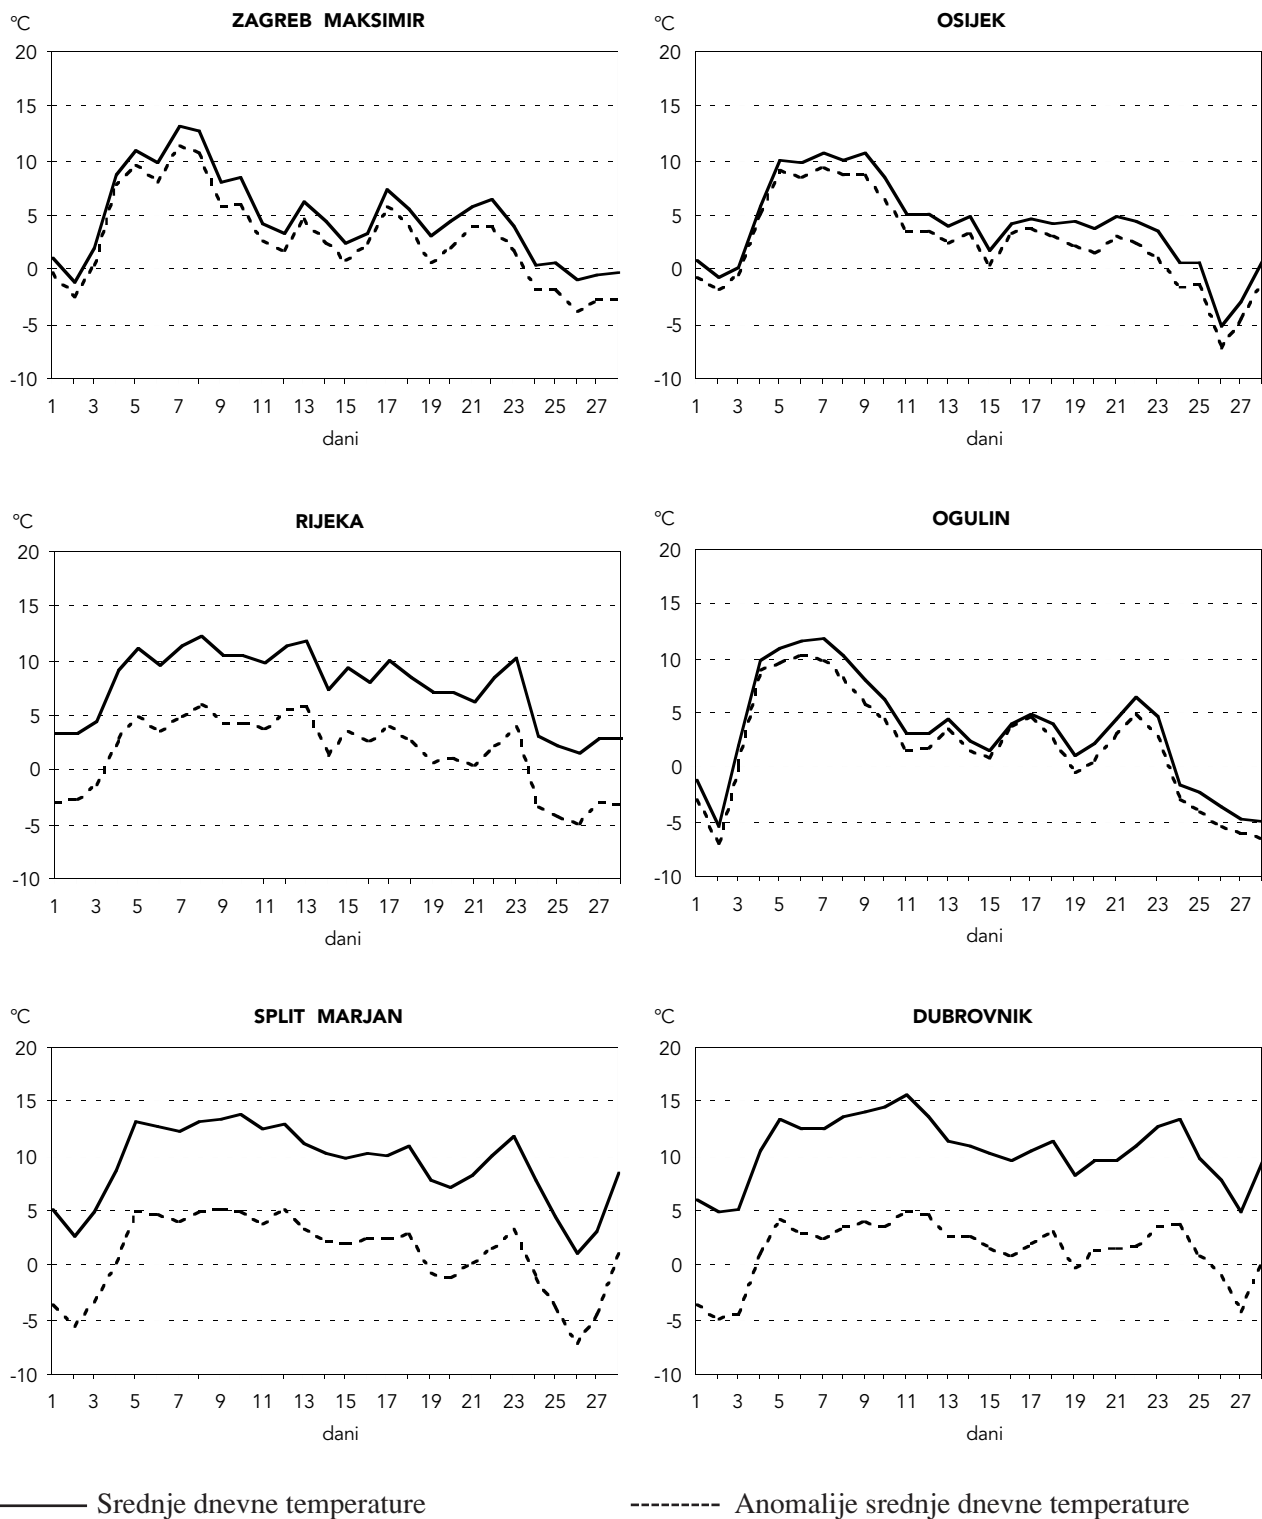 °C ZAGREB MAKSIMIR
20
15
10
5
0
-5
-10
1 3 5 7 9 11 13 15 17 19 21 23 25 27
dani
°C OSIJEK
20
15
10
5
0
-5
-10
1 3 5 7 9 11 13 15 17 19 21 23 25 27
dani
°C RIJEKA
20
15
10
5
0
-5
-10
1 3 5 7 9 11 13 15 17 19 21 23 25 27
dani
°C OGULIN
20
15
10
5
0
-5
-10
1 3 5 7 9 11 13 15 17 19 21 23 25 27
dani
°C SPLIT MARJAN
20
15
10
5
0
-5
-10
1 3 5 7 9 11 13 15 17 19 21 23 25 27
dani
°C DUBROVNIK
20
15
10
5
0
-5
-10
1 3 5 7 9 11 13 15 17 19 21 23 25 27
dani
Srednje dnevne temperature
Anomalije srednje dnevne temperature